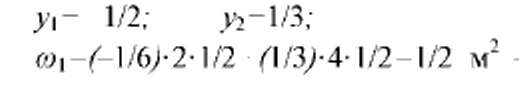 y₁− 1/2; y₂−1/3;
ω₁−(−1/6)·2·1/2 · (1/3)·4·1/2−1/2 м² -